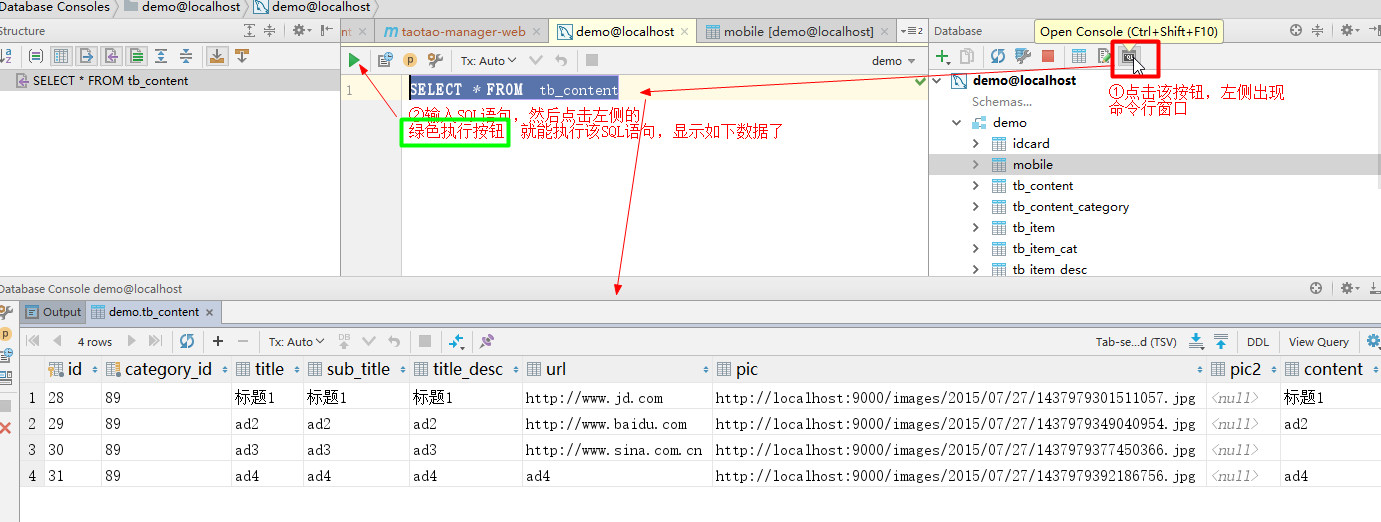 Database Consoles demo@localhost demo@localhost
Structure
SELECT * FROM tb_content
nt taotao-manager-web demo@localhost mobile [demo@localhost] 2
Tx: Auto demo
1 SELECT * FROM tb_content
②输入SQL语句，然后点击左侧的
绿色执行按钮 就能执行该SQL语句，显示如下数据了
Database
Open Console (Ctrl+Shift+F10)
①点击该按钮，左侧出现
命令行窗口
demo@localhost
Schemas...
demo
idcard
mobile
tb_content
tb_content_category
tb_item
tb_item_cat
tb_item_desc
Database Console demo@localhost
Output demo.tb_content
4 rows Tx: Auto DB Tab-se...d (TSV) DDL View Query
id category_id title sub_title title_desc url pic pic2 content
1 28 89 标题1 标题1 标题1 http://www.jd.com http://localhost:9000/images/2015/07/27/1437979301511057.jpg <null> 标题1
2 29 89 ad2 ad2 ad2 http://www.baidu.com http://localhost:9000/images/2015/07/27/1437979349040954.jpg <null> ad2
3 30 89 ad3 ad3 ad3 http://www.sina.com.cn http://localhost:9000/images/2015/07/27/1437979377450366.jpg <null>
4 31 89 ad4 ad4 ad4 ad4 http://localhost:9000/images/2015/07/27/1437979392186756.jpg <null> ad4